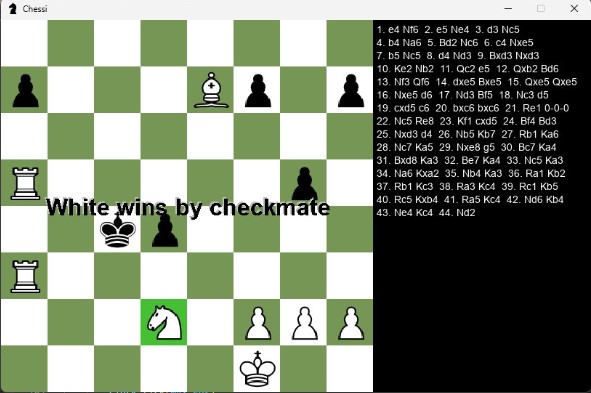 Chessi
1. e4 Nf6 2. e5 Ne4 3. d3 Nc5
4. b4 Na6 5. Bd2 Nc6 6. c4 Nxe5
7. b5 Nc5 8. d4 Nd3 9. Bxd3 Nxd3
10. Ke2 Nb2 11. Qc2 e5 12. Qxb2 Bd6
13. Nf3 Qf6 14. dxe5 Bxe5 15. Qxe5 Qxe5
16. Nxe5 d6 17. Nd3 Bf5 18. Nc3 d5
19. cxd5 c6 20. bxc6 bxc6 21. Re1 0-0-0
22. Nc5 Re8 23. Kf1 cxd5 24. Bf4 Bd3
25. Nxd3 d4 26. Nb5 Kb7 27. Rb1 Ka6
28. Nc7 Ka5 29. Nxe8 g5 30. Bc7 Ka4
31. Bxd8 Ka3 32. Be7 Ka4 33. Nc5 Ka3
34. Na6 Kxa2 35. Nb4 Ka3 36. Ra1 Kb2
37. Rb1 Kc3 38. Ra3 Kc4 39. Rc1 Kb5
40. Rc5 Kxb4 41. Ra5 Kc4 42. Nd6 Kb4
43. Ne4 Kc4 44. Nd2
White wins by checkmate